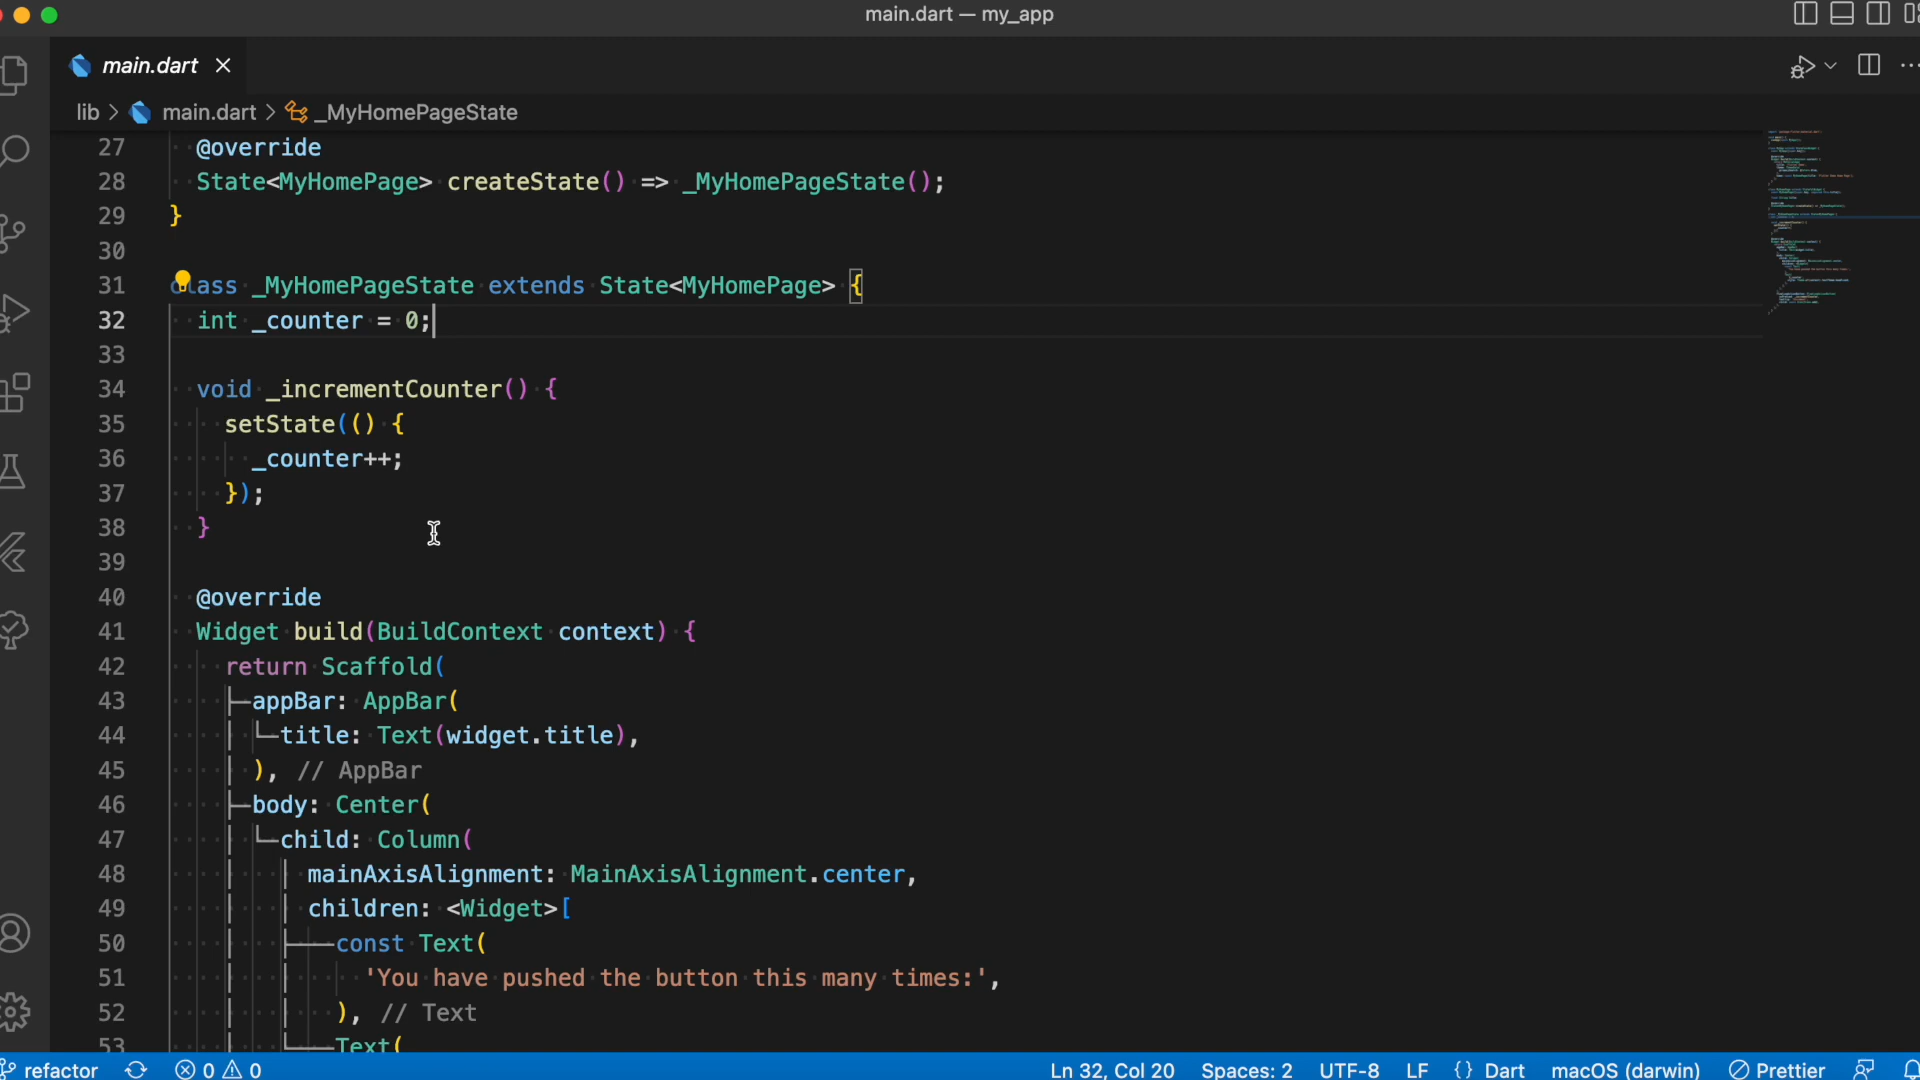 main.dart — my_app
main.dart
lib > main.dart > _MyHomePageState
27 @override
28 State<MyHomePage> createState() => _MyHomePageState();
29 }
30
31 class _MyHomePageState extends State<MyHomePage> {
32 int _counter = 0;
33
34 void _incrementCounter() {
35 setState(() {
36 _counter++;
37 });
38 }
39
40 @override
41 Widget build(BuildContext context) {
42 return Scaffold(
43 appBar: AppBar(
44 title: Text(widget.title),
45 ), // AppBar
46 body: Center(
47 child: Column(
48 mainAxisAlignment: MainAxisAlignment.center,
49 children: <Widget>[
50 const Text(
51 'You have pushed the button this many times:',
52 ), // Text
53 Text(
refactor 0 0 Ln 32, Col 20 Spaces: 2 UTF-8 LF {} Dart macOS (darwin) Prettier